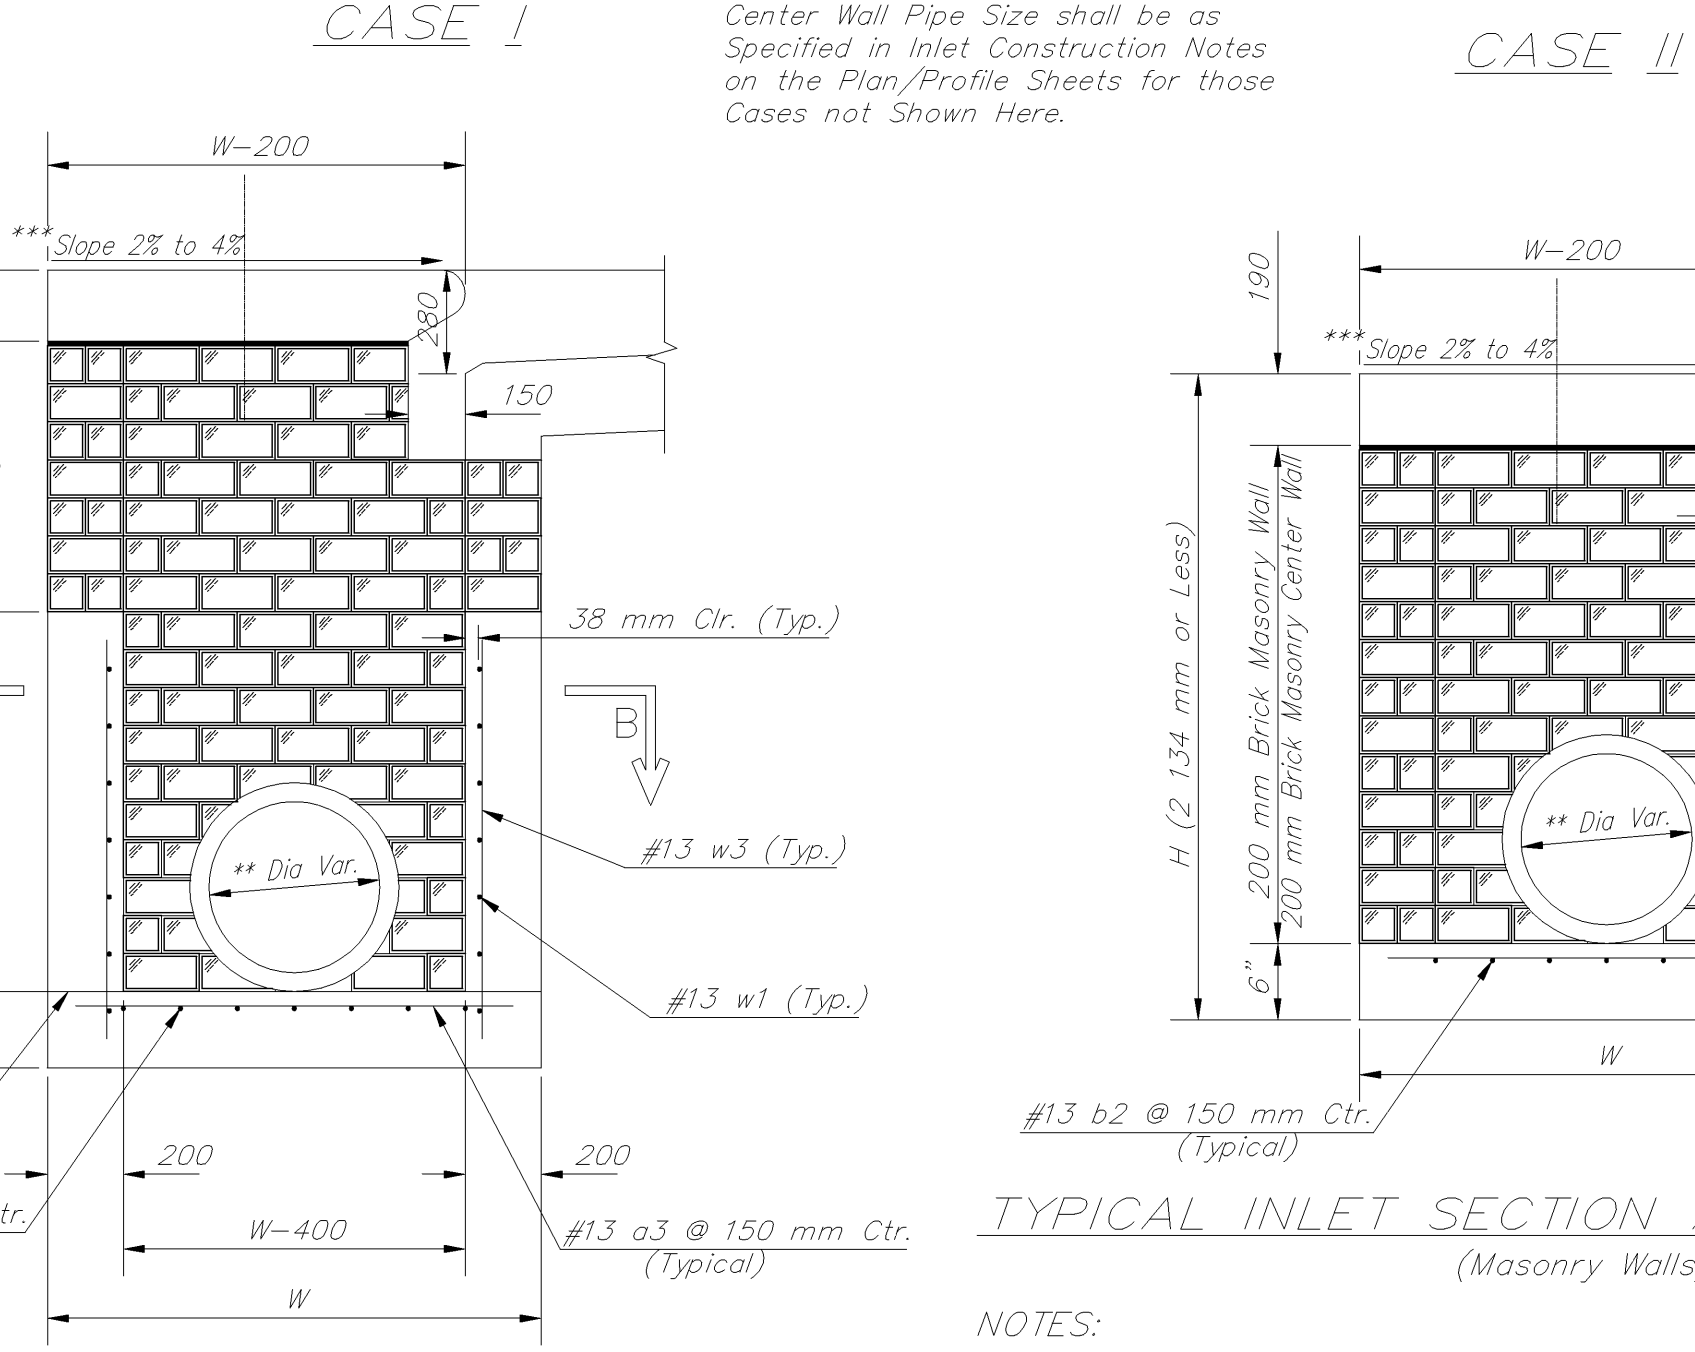 CASE I
Center Wall Pipe Size shall be as
Specified in Inlet Construction Notes
on the Plan/Profile Sheets for those
Cases not Shown Here.
CASE II
W-200
***Slope 2% to 4%
280
150
38 mm Clr. (Typ.)
B
#13 w3 (Typ.)
** Dia Var.
#13 w1 (Typ.)
200
200
tr.
W-400
#13 a3 @ 150 mm Ctr.
(Typical)
W
W-200
190
***Slope 2% to 4%
H (2 134 mm or Less)
200 mm Brick Masonry Wall
200 mm Brick Masonry Center Wall
** Dia Var.
6"
W
#13 b2 @ 150 mm Ctr.
(Typical)
TYPICAL INLET SECTION
(Masonry Walls
NOTES: